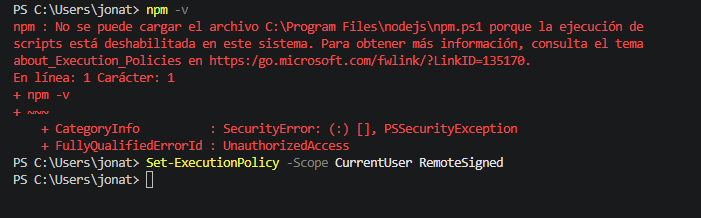 PS C:\Users\jonat> npm -v
npm : No se puede cargar el archivo C:\Program Files\nodejs\npm.ps1 porque la ejecución de
scripts está deshabilitada en este sistema. Para obtener más información, consulta el tema
about_Execution_Policies en https:/go.microsoft.com/fwlink/?LinkID=135170.
En línea: 1 Carácter: 1
+ npm -v
+ ~~~
    + CategoryInfo          : SecurityError: (:) [], PSSecurityException
    + FullyQualifiedErrorId : UnauthorizedAccess
PS C:\Users\jonat> Set-ExecutionPolicy -Scope CurrentUser RemoteSigned
PS C:\Users\jonat>